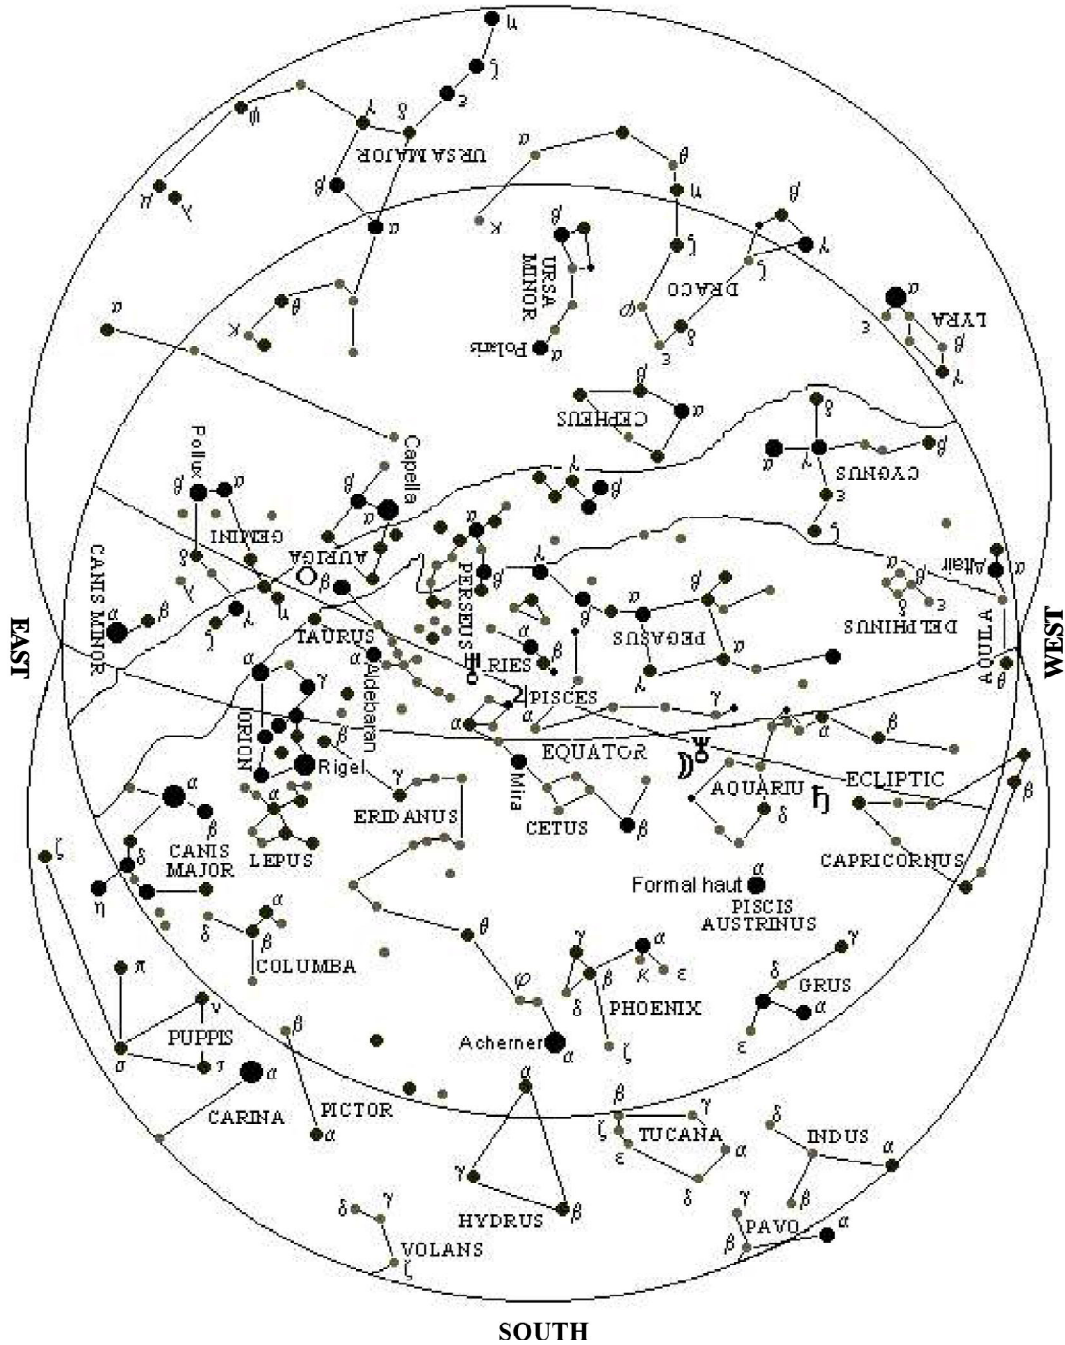 η
ζ
ε
ψ
γ
δ
URSA MAJOR
α
θ
β
η
μ
λ
β
α
κ
β
β
ζ
γ
URSA
MINOR
ζ
DRACO
α
θ
φ
δ
ε
LYRA
α
κ
ε
β
Polaris
α
γ
β
CEPHEUS
α
δ
Pollux
Capella
γ
β
α
γ
CYGNUS
β
α
β
α
β
ε
GEMINI
α
ζ
δ
AURIGA
γ
α
Altair
α
CANIS MINOR
λ
β
PERSEUS
β
β
β
δ
ε
α
β
η
γ
α
PEGASUS
DELPHINUS
AQUILA
EAST
WEST
ζ
TAURUS
α
α
α
RIES
γ
θ
γ
Aldebaran
PISCES
γ
ORION
α
α
β
β
EQUATOR
α
Rigel
Mira
γ
AQUARIU
ECLIPTIC
β
α
α
ERIDANUS
CETUS
β
δ
β
LEPUS
CAPRICORNUS
ζ
δ
CANIS
MAJOR
α
Formal haut
η
PISCIS
AUSTRINUS
α
δ
β
θ
γ
α
γ
COLUMBA
β
κ
ε
δ
π
φ
δ
PHOENIX
GRUS
ν
α
PUPPIS
β
Acherner
α
ζ
ε
σ
τ
α
α
CARINA
PICTOR
β
γ
δ
α
ζ
TUCANA
INDUS
ε
α
α
γ
δ
β
δ
γ
HYDRUS
β
γ
PAVO
α
VOLANS
β
ζ
SOUTH